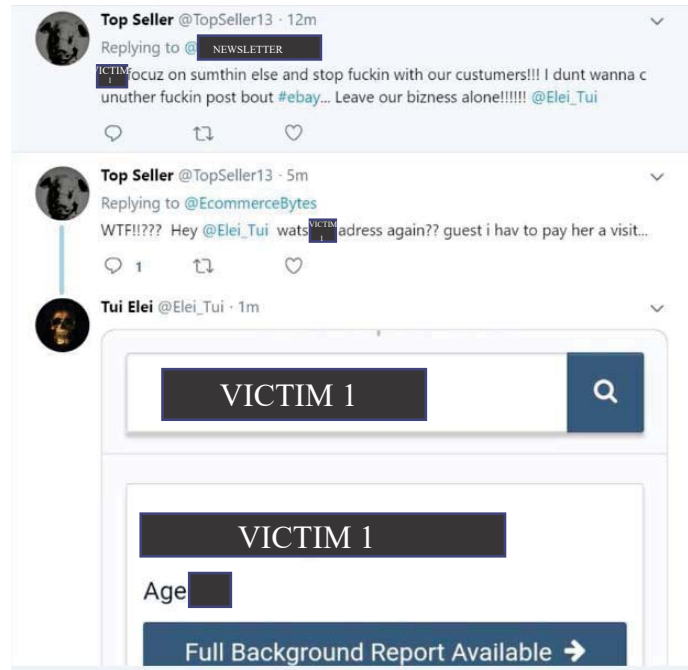 Top Seller @TopSeller13 · 12m
Replying to @ NEWSLETTER
VICTIM 1 focuz on sumthin else and stop fuckin with our custumers!!! I dunt wanna c
unuther fuckin post bout #ebay... Leave our bizness alone!!!!!! @Elei_Tui
Top Seller @TopSeller13 · 5m
Replying to @EcommerceBytes
WTF!!??? Hey @Elei_Tui wats VICTIM 1 adress again?? guest i hav to pay her a visit...
1
Tui Elei @Elei_Tui · 1m
VICTIM 1
VICTIM 1
Age
Full Background Report Available →